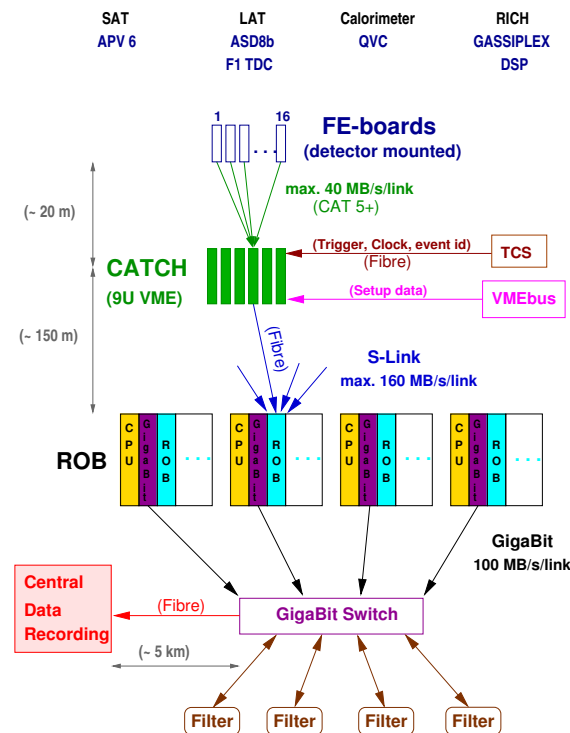 SAT LAT Calorimeter RICH
APV 6 ASD8b QVC GASSIPLEX
F1 TDC DSP
1 16
FE-boards
. . .
(detector mounted)
max. 40 MB/s/link
(~ 20 m)
(CAT 5+)
(Trigger, Clock, event id)
TCS
(Fibre)
CATCH
(Setup data)
VMEbus
(9U VME)
(~ 150 m)
(Fibre)
S-Link
max. 160 MB/s/link
ROB
CPU GigaBit ROB . . . CPU GigaBit ROB . . . CPU GigaBit ROB . . . CPU GigaBit ROB . . .
GigaBit
100 MB/s/link
Central
Data
Recording
(Fibre)
GigaBit Switch
(~ 5 km)
Filter Filter Filter Filter